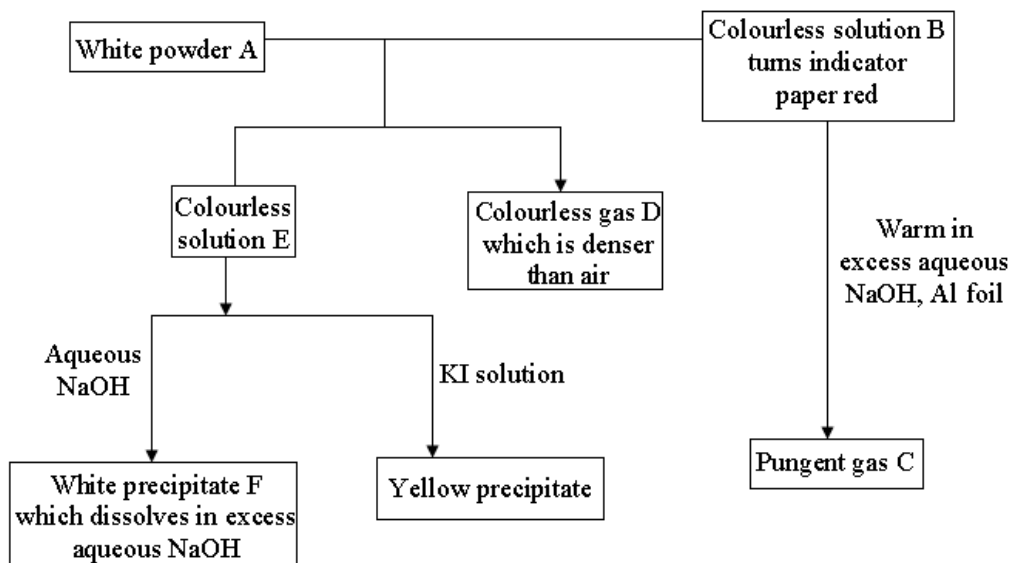 White powder A
Colourless solution B
turns indicator
paper red
Colourless
solution E
Colourless gas D
which is denser
than air
Warm in
excess aqueous
NaOH, Al foil
Aqueous
NaOH
KI solution
White precipitate F
which dissolves in excess
aqueous NaOH
Yellow precipitate
Pungent gas C